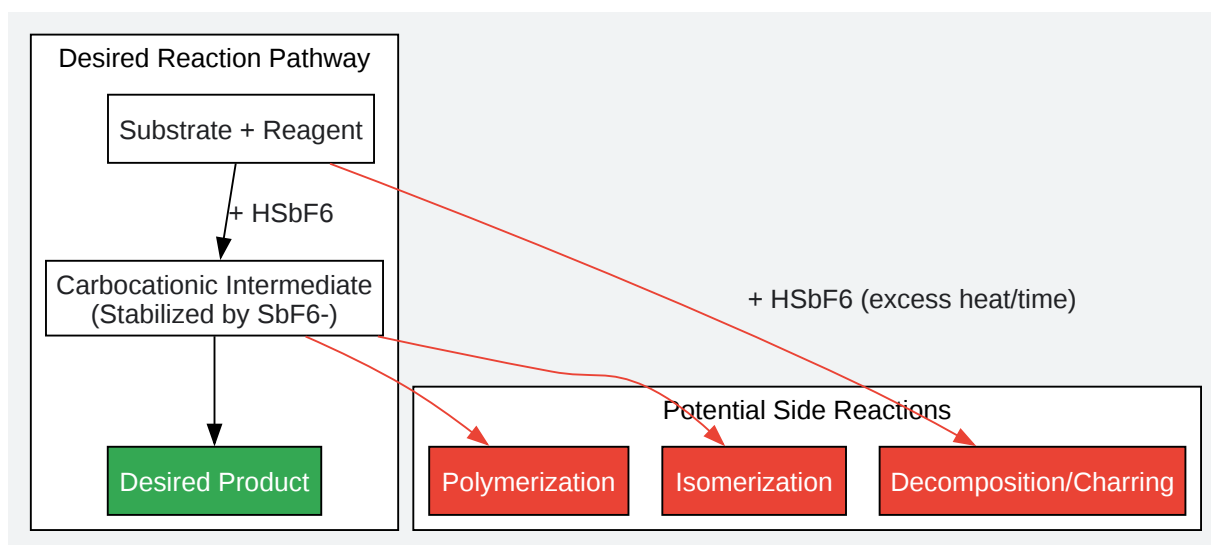 Desired Reaction Pathway
Substrate + Reagent
+ HSbF6
Carbocationic Intermediate
(Stabilized by SbF6-)
+ HSbF6 (excess heat/time)
Potential Side Reactions
Desired Product
Polymerization
Isomerization
Decomposition/Charring